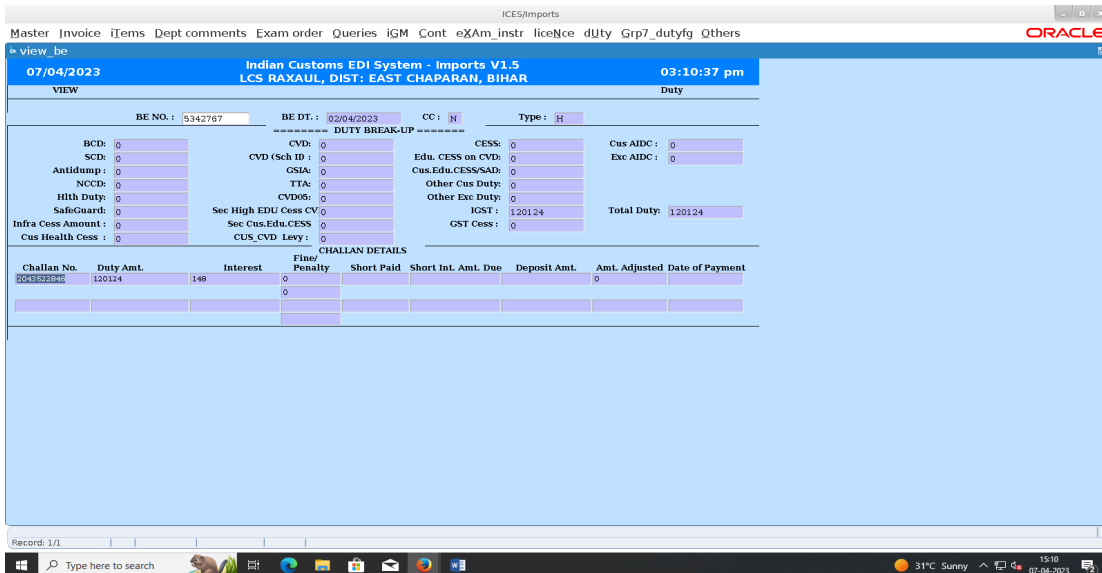 ICES/Imports
Master Invoice iTems Dept comments Exam order Queries iGM Cont eXAm_instr liceNce dUty Grp7_dutyfg Others ORACLE
view_be
07/04/2023 Indian Customs EDI System - Imports V1.5 03:10:37 pm
LCS RAXAUL, DIST: EAST CHAPARAN, BIHAR
VIEW Duty
BE NO. : 5342767 BE DT. : 02/04/2023 CC : N Type : H
======== DUTY BREAK-UP =======
BCD: 0 CVD: 0 CESS: 0 Cus AIDC : 0
SCD: 0 CVD (Sch II) : 0 Edu. CESS on CVD: 0 Exc AIDC : 0
Antidump : 0 GSIA: 0 Cus.Edu.CESS/SAD: 0
NCCD: 0 TTA: 0 Other Cus Duty: 0
Hlth Duty: 0 CVD05: 0 Other Exc Duty: 0
SafeGuard: 0 Sec High EDU Cess CV 0 IGST : 120124 Total Duty: 120124
Infra Cess Amount : 0 Sec Cus.Edu.CESS 0 GST Cess : 0
Cus Health Cess : 0 CUS_CVD Levy : 0
CHALLAN DETAILS
Challan No. Duty Amt. Interest Fine/ Penalty Short Paid Short Int. Amt. Due Deposit Amt. Amt. Adjusted Date of Payment
2043522846 120124 148 0 0
0
Record: 1/1
Type here to search 31°C Sunny 15:10
07-04-2023 2